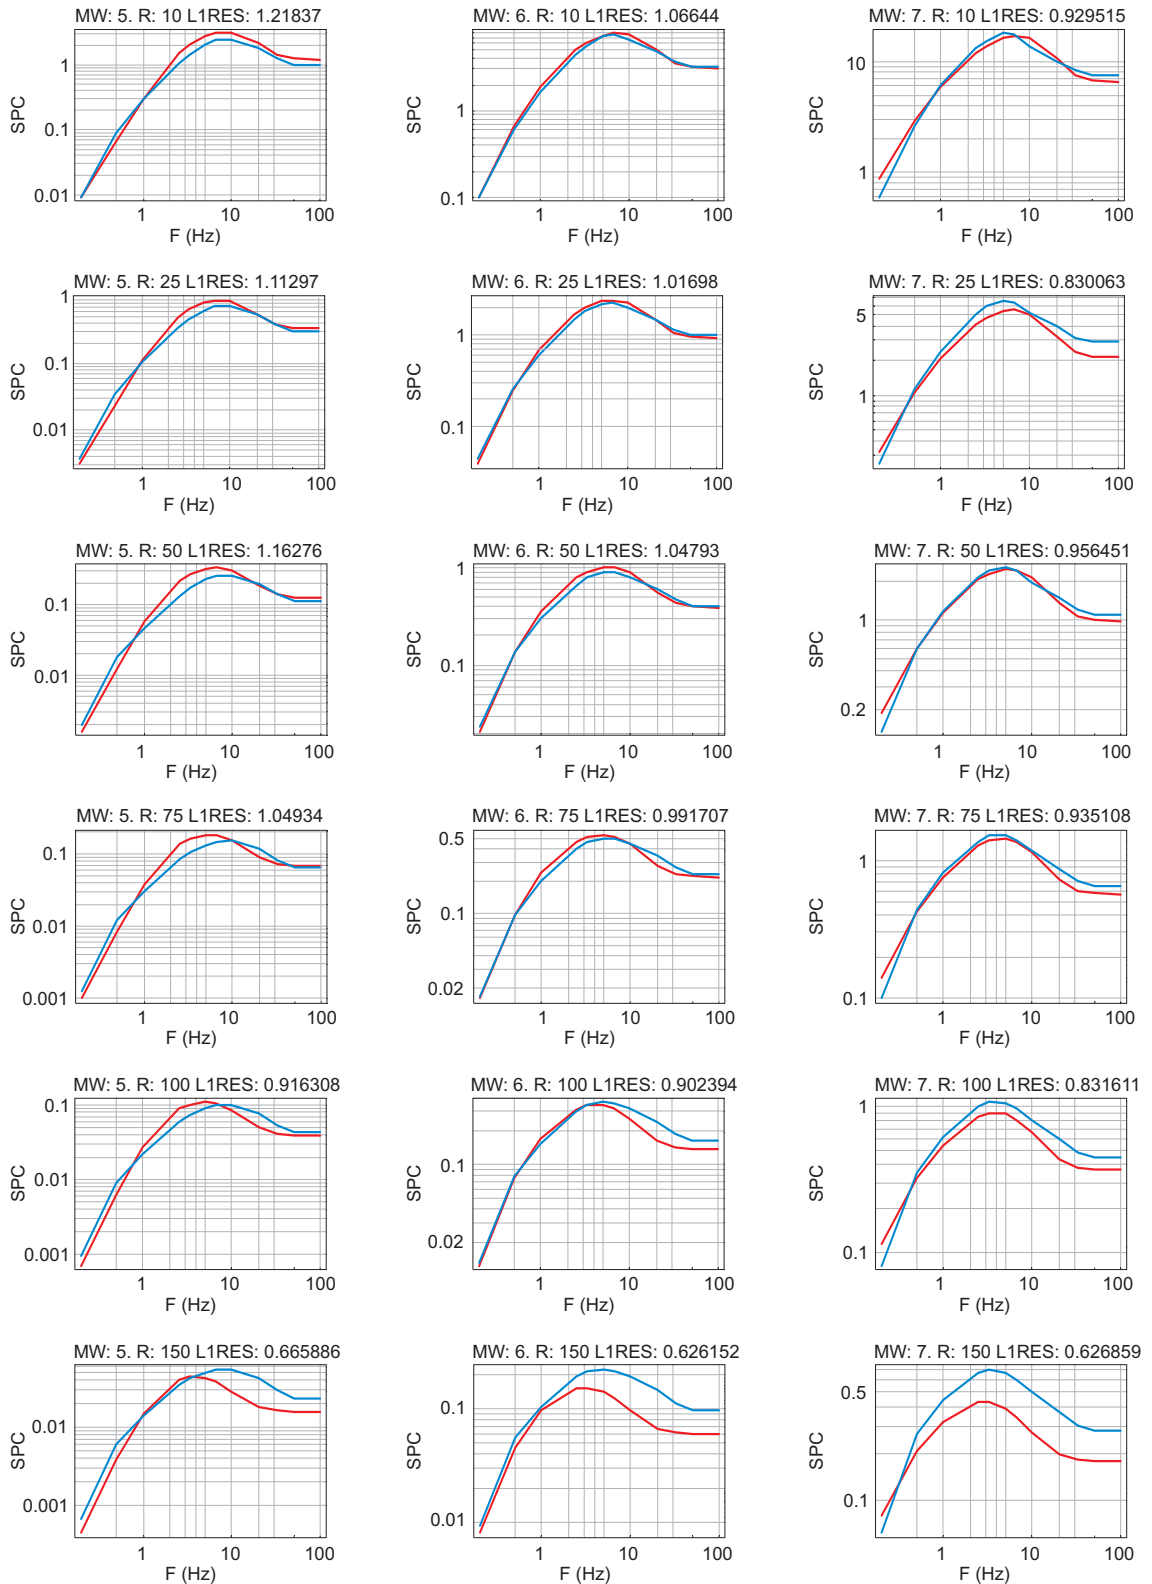 MW: 5. R: 10 L1RES: 1.21837
MW: 6. R: 10 L1RES: 1.06644
MW: 7. R: 10 L1RES: 0.929515
SPC
1
0.1
0.01
1 10 100
F (Hz)
SPC
1
0.1
1 10 100
F (Hz)
SPC
10
1
1 10 100
F (Hz)
MW: 5. R: 25 L1RES: 1.11297
MW: 6. R: 25 L1RES: 1.01698
MW: 7. R: 25 L1RES: 0.830063
SPC
1
0.1
0.01
1 10 100
F (Hz)
SPC
1
0.1
1 10 100
F (Hz)
SPC
5
1
1 10 100
F (Hz)
MW: 5. R: 50 L1RES: 1.16276
MW: 6. R: 50 L1RES: 1.04793
MW: 7. R: 50 L1RES: 0.956451
SPC
0.1
0.01
1 10 100
F (Hz)
SPC
1
0.1
1 10 100
F (Hz)
SPC
1
0.2
1 10 100
F (Hz)
MW: 5. R: 75 L1RES: 1.04934
MW: 6. R: 75 L1RES: 0.991707
MW: 7. R: 75 L1RES: 0.935108
SPC
0.1
0.01
0.001
1 10 100
F (Hz)
SPC
0.5
0.1
0.02
1 10 100
F (Hz)
SPC
1
0.1
1 10 100
F (Hz)
MW: 5. R: 100 L1RES: 0.916308
MW: 6. R: 100 L1RES: 0.902394
MW: 7. R: 100 L1RES: 0.831611
SPC
0.1
0.01
0.001
1 10 100
F (Hz)
SPC
0.1
0.02
1 10 100
F (Hz)
SPC
1
0.1
1 10 100
F (Hz)
MW: 5. R: 150 L1RES: 0.665886
MW: 6. R: 150 L1RES: 0.626152
MW: 7. R: 150 L1RES: 0.626859
SPC
0.01
0.001
1 10 100
F (Hz)
SPC
0.1
0.01
1 10 100
F (Hz)
SPC
0.5
0.1
1 10 100
F (Hz)